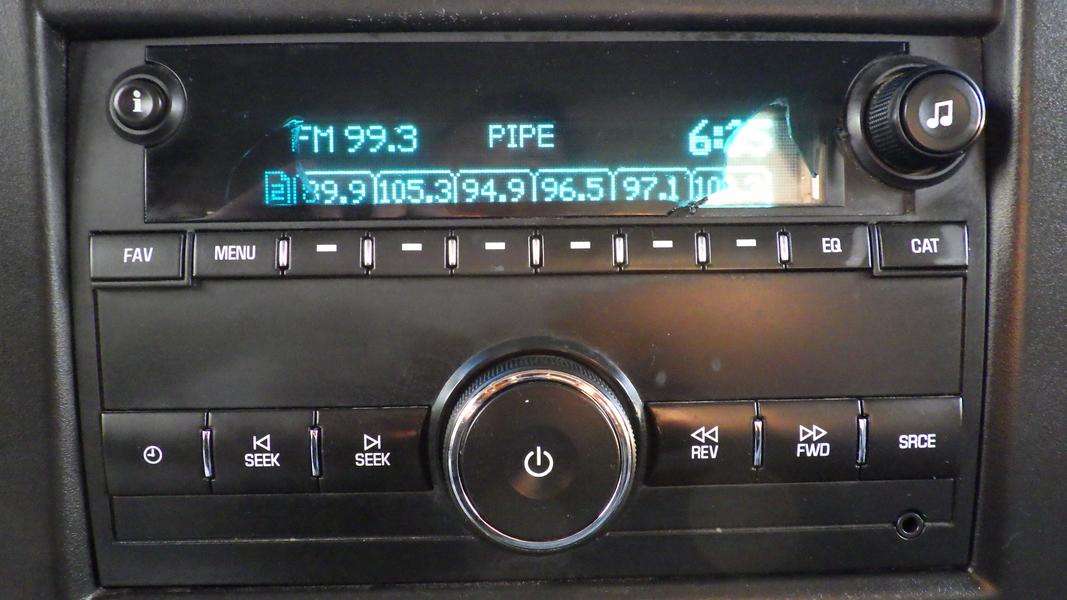 FM 99.3 PIPE
2 89.9 105.3 94.9 96.5 97.1
FAV MENU EQ CAT
SEEK SEEK REV FWD SRCE